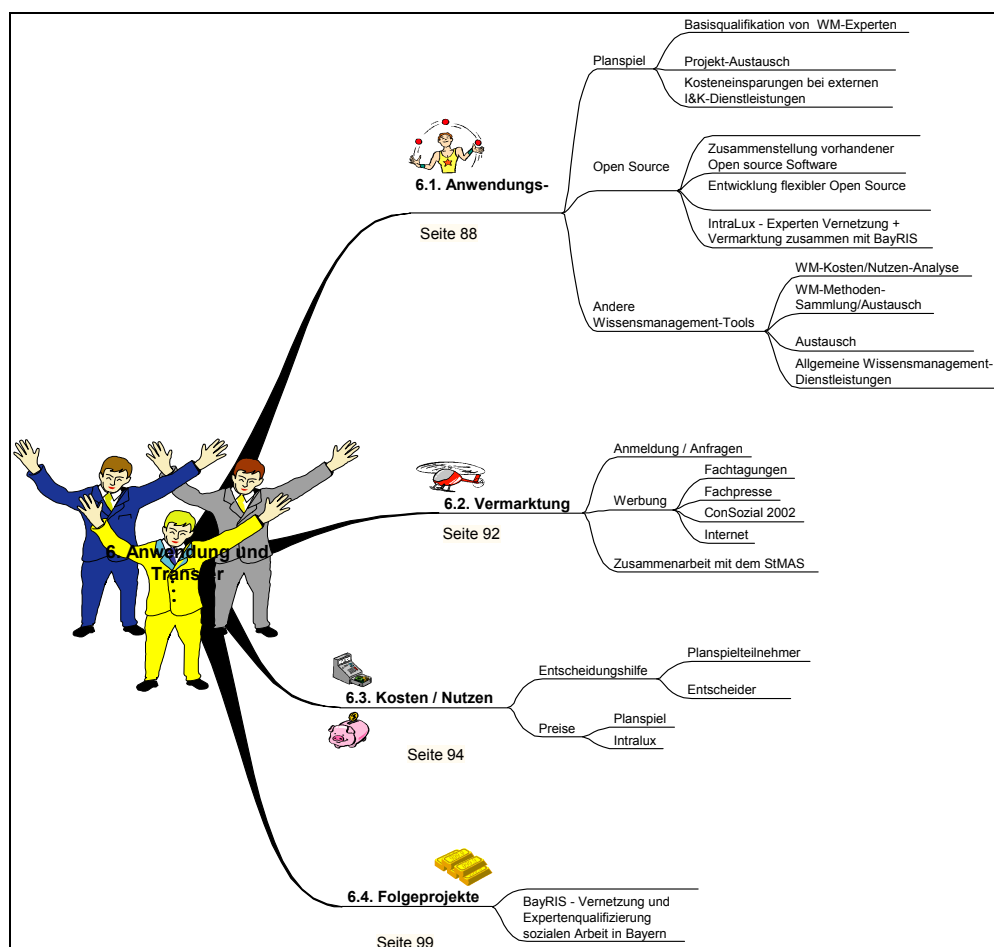 6. Anwendung und
Transfer
6.1. Anwendungs-
Seite 88
Planspiel
Basisqualifikation von WM-Experten
Projekt-Austausch
Kosteneinsparungen bei externen
I&K-Dienstleistungen
Open Source
Zusammenstellung vorhandener
Open source Software
Entwicklung flexibler Open Source
IntraLux - Experten Vernetzung +
Vermarktung zusammen mit BayRIS
Andere
Wissensmanagement-Tools
WM-Kosten/Nutzen-Analyse
WM-Methoden-
Sammlung/Austausch
Austausch
Allgemeine Wissensmanagement-
Dienstleistungen
6.2. Vermarktung
Seite 92
Anmeldung / Anfragen
Werbung
Fachtagungen
Fachpresse
ConSozial 2002
Internet
Zusammenarbeit mit dem StMAS
6.3. Kosten / Nutzen
Seite 94
Entscheidungshilfe
Planspielteilnehmer
Entscheider
Preise
Planspiel
Intralux
6.4. Folgeprojekte
Seite 99
BayRIS - Vernetzung und
Expertenqualifizierung
sozialen Arbeit in Bayern